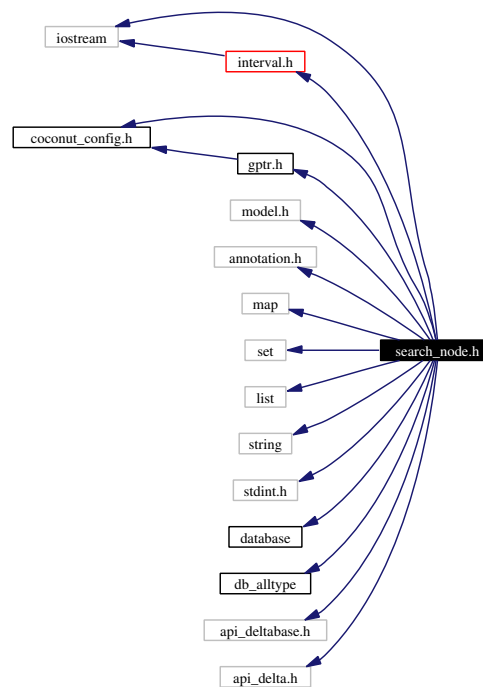 iostream
interval.h
coconut_config.h
gptr.h
model.h
annotation.h
map
search_node.h
set
list
string
stdint.h
database
db_alltype
api_deltabase.h
api_delta.h